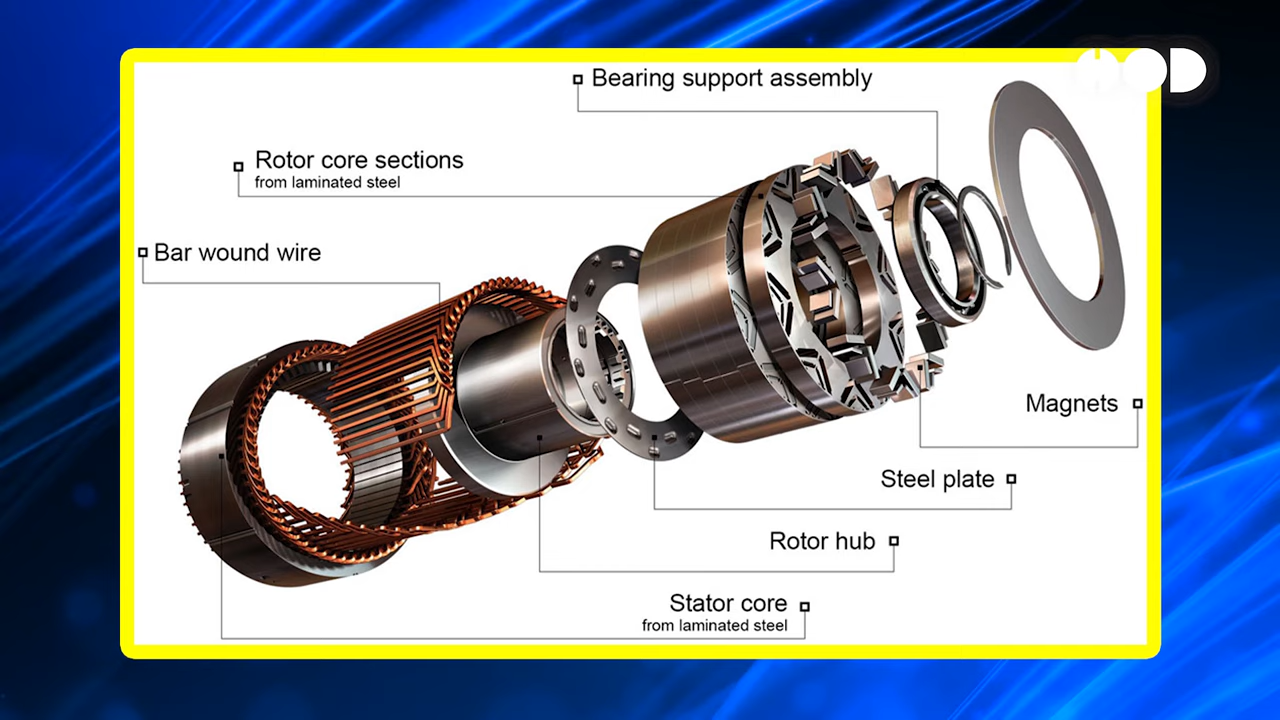 HOD
Bearing support assembly
Rotor core sections
from laminated steel
Bar wound wire
Magnets
Steel plate
Rotor hub
Stator core
from laminated steel